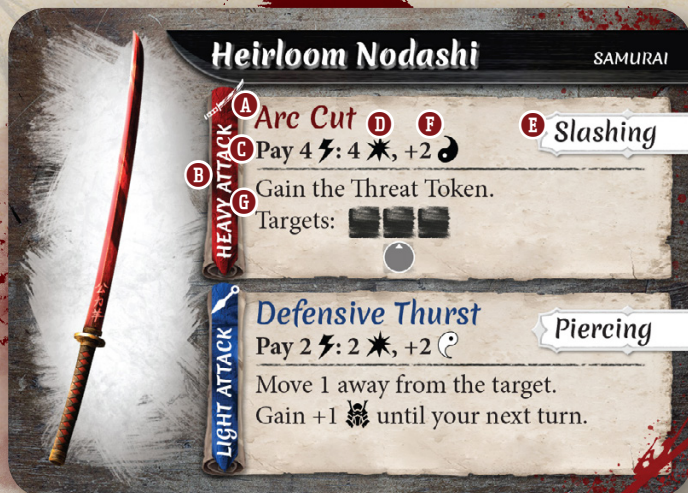 Heirloom Nodashi
SAMURAI
A
Arc Cut
D
F
E
Slashing
B
HEAVY ATTACK
C
Pay 4 : 4 , +2
G
Gain the Threat Token.
Targets:
LIGHT ATTACK
Defensive Thurst
Piercing
Pay 2 : 2 , +2
Move 1 away from the target.
Gain +1 until your next turn.